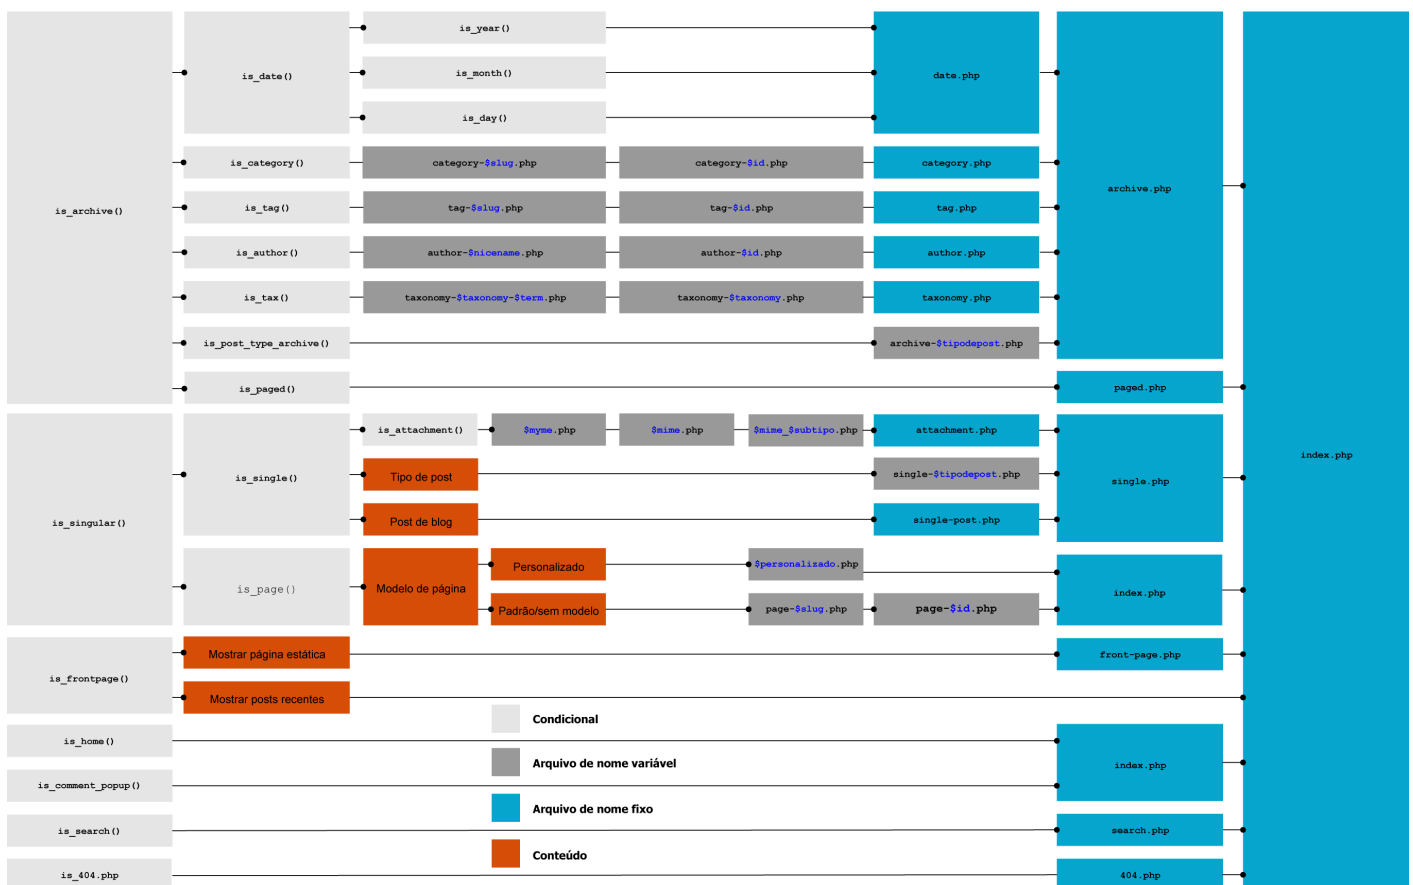 is_year()
is_date()
is_month()
date.php
is_day()
is_category()
category-$slug.php
category-$id.php
category.php
archive.php
is_archive()
is_tag()
tag-$slug.php
tag-$id.php
tag.php
is_author()
author-$nicename.php
author-$id.php
author.php
is_tax()
taxonomy-$taxonomy-$term.php
taxonomy-$taxonomy.php
taxonomy.php
is_post_type_archive()
archive-$tipodepost.php
is_paged()
paged.php
is_attachment()
$myme.php
$mime.php
$mime_$subtipo.php
attachment.php
index.php
is_single()
Tipo de post
single-$tipodepost.php
single.php
is_singular()
Post de blog
single-post.php
is_page()
Modelo de página
Personalizado
$personalizado.php
index.php
Padrão/sem modelo
page-$slug.php
page-$id.php
is_frontpage()
Mostrar página estática
front-page.php
Mostrar posts recentes
Condicional
is_home()
index.php
Arquivo de nome variável
is_comment_popup()
Arquivo de nome fixo
is_search()
search.php
Conteúdo
is_404.php
404.php